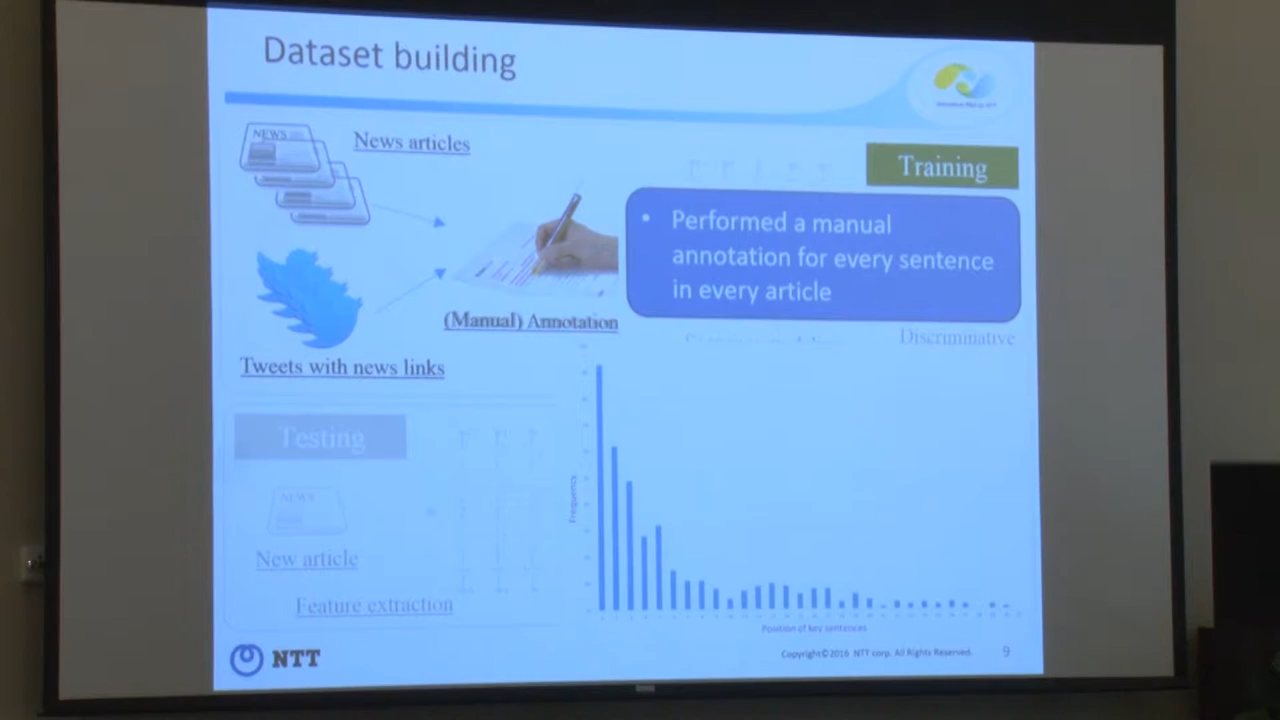 Dataset building
NEWS
News articles
Training
• Performed a manual
annotation for every sentence
in every article
(Manual) Annotation
Discriminative
Tweets with news links
Testing
NEWS
New article
Feature extraction
Frequency
Position of key sentences
NTT
Copyright©2016 NTT corp. All Rights Reserved.
9